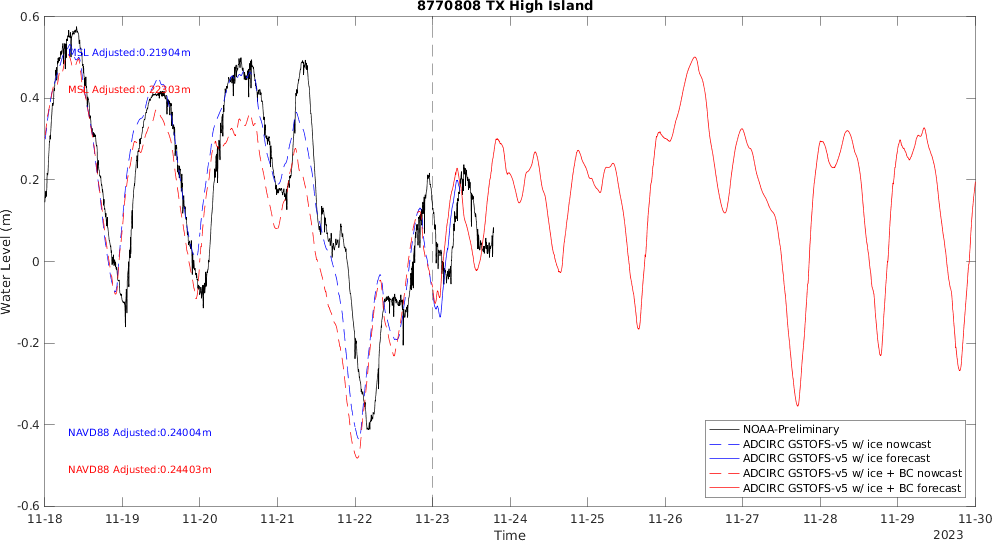 8770808 TX High Island
0.6
0.4
0.2
0
-0.2
-0.4
-0.6
Water Level (m)
MSL Adjusted:0.21904m
MSL Adjusted:0.22303m
NAVD88 Adjusted:0.24004m
NAVD88 Adjusted:0.24403m
NOAA-Preliminary
ADCIRC GSTOFS-v5 w/ ice nowcast
ADCIRC GSTOFS-v5 w/ ice forecast
ADCIRC GSTOFS-v5 w/ ice + BC nowcast
ADCIRC GSTOFS-v5 w/ ice + BC forecast
11-18 11-19 11-20 11-21 11-22 11-23 11-24 11-25 11-26 11-27 11-28 11-29 11-30
Time
2023